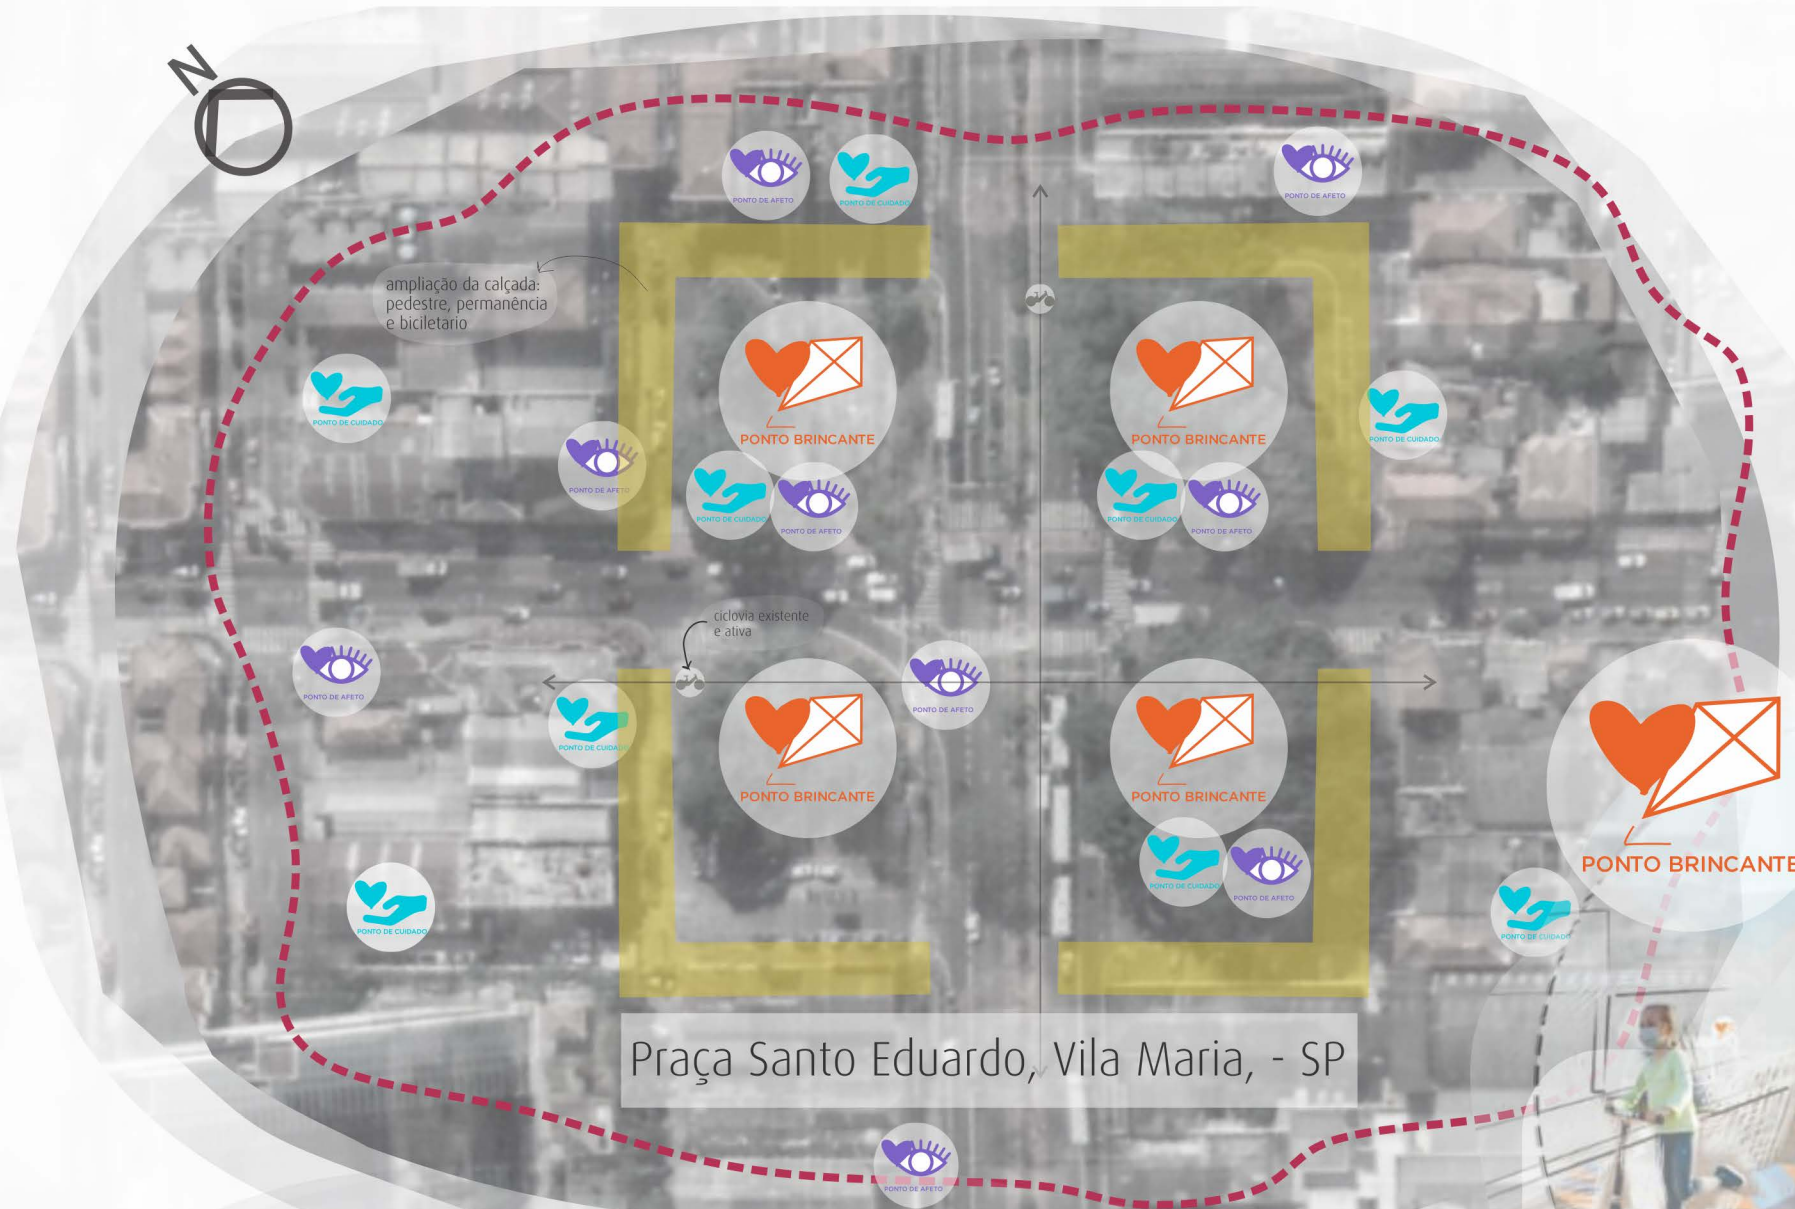 N
PONTO DE AFETO
PONTO DE CUIDADO
PONTO DE AFETO
ampliação da calçada:
pedestre, permanência
e biciletario
PONTO DE CUIDADO
PONTO BRINCANTE
PONTO BRINCANTE
PONTO DE CUIDADO
PONTO DE AFETO
PONTO DE CUIDADO
PONTO DE AFETO
PONTO DE CUIDADO
PONTO DE AFETO
ciclovia existente
e ativa
PONTO DE AFETO
PONTO DE AFETO
PONTO DE CUIDADO
PONTO BRINCANTE
PONTO BRINCANTE
PONTO BRINCANTE
PONTO DE CUIDADO
PONTO DE CUIDADO
PONTO DE AFETO
PONTO DE CUIDADO
Praça Santo Eduardo, Vila Maria, - SP
PONTO DE AFETO